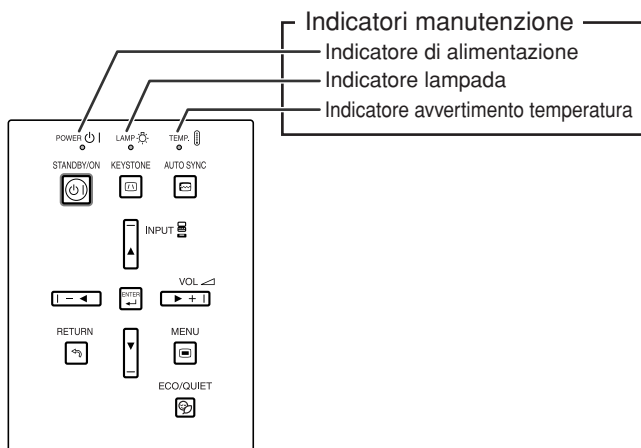 Indicatori manutenzione
Indicatore di alimentazione
Indicatore lampada
Indicatore avvertimento temperatura
POWER LAMP TEMP.
STANDBY/ON KEYSTONE AUTO SYNC
INPUT
VOL
ENTER
RETURN MENU
ECO/QUIET